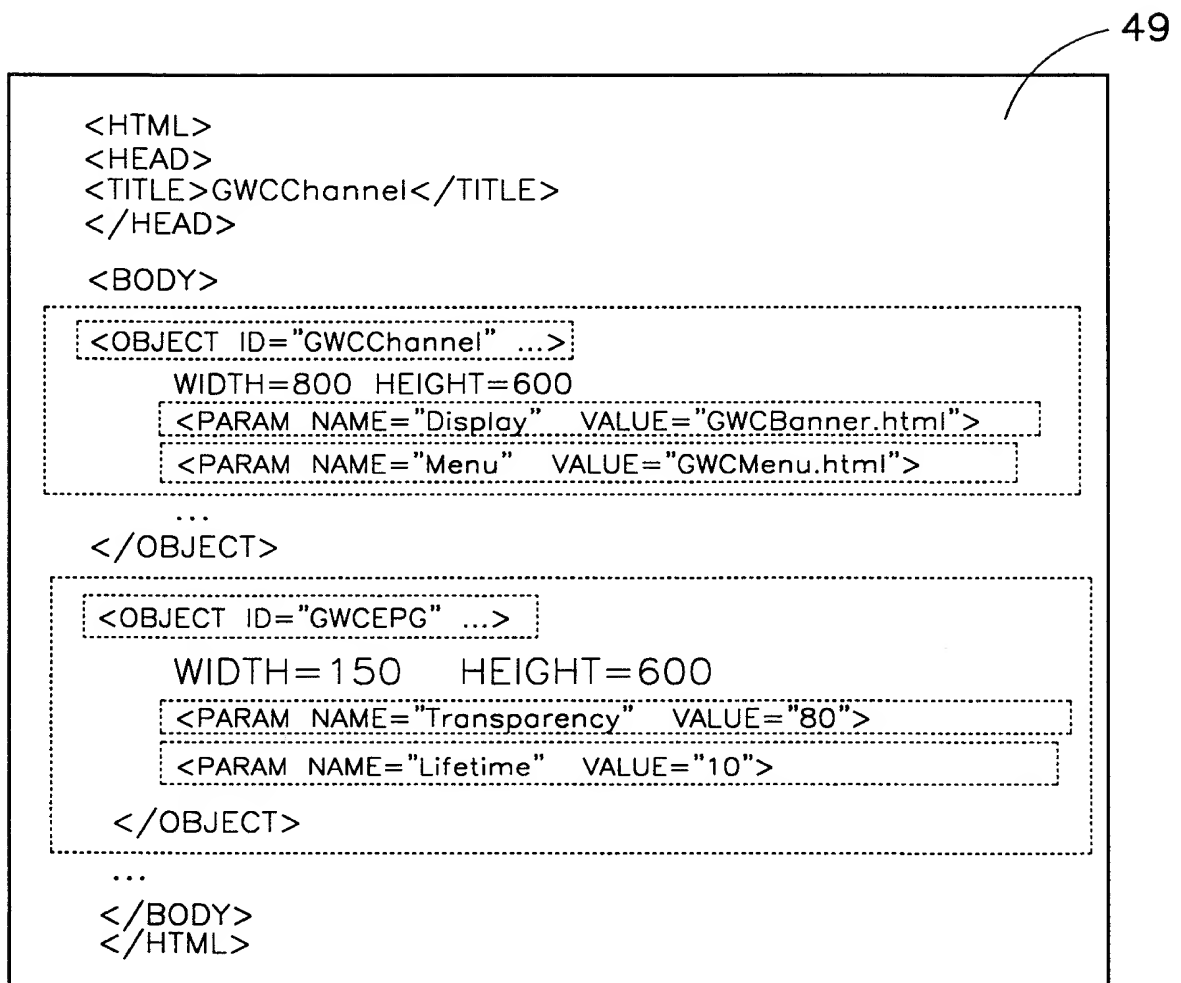 49
<HTML>
<HEAD>
<TITLE>GWCChannel</TITLE>
</HEAD>
<BODY>
<OBJECT ID="GWCChannel" ...>
WIDTH=800 HEIGHT=600
<PARAM NAME="Display" VALUE="GWCBanner.html">
<PARAM NAME="Menu" VALUE="GWCMenu.html">
...
</OBJECT>
<OBJECT ID="GWCEPG" ...>
WIDTH=150 HEIGHT=600
<PARAM NAME="Transparency" VALUE="80">
<PARAM NAME="Lifetime" VALUE="10">
</OBJECT>
...
</BODY>
</HTML>